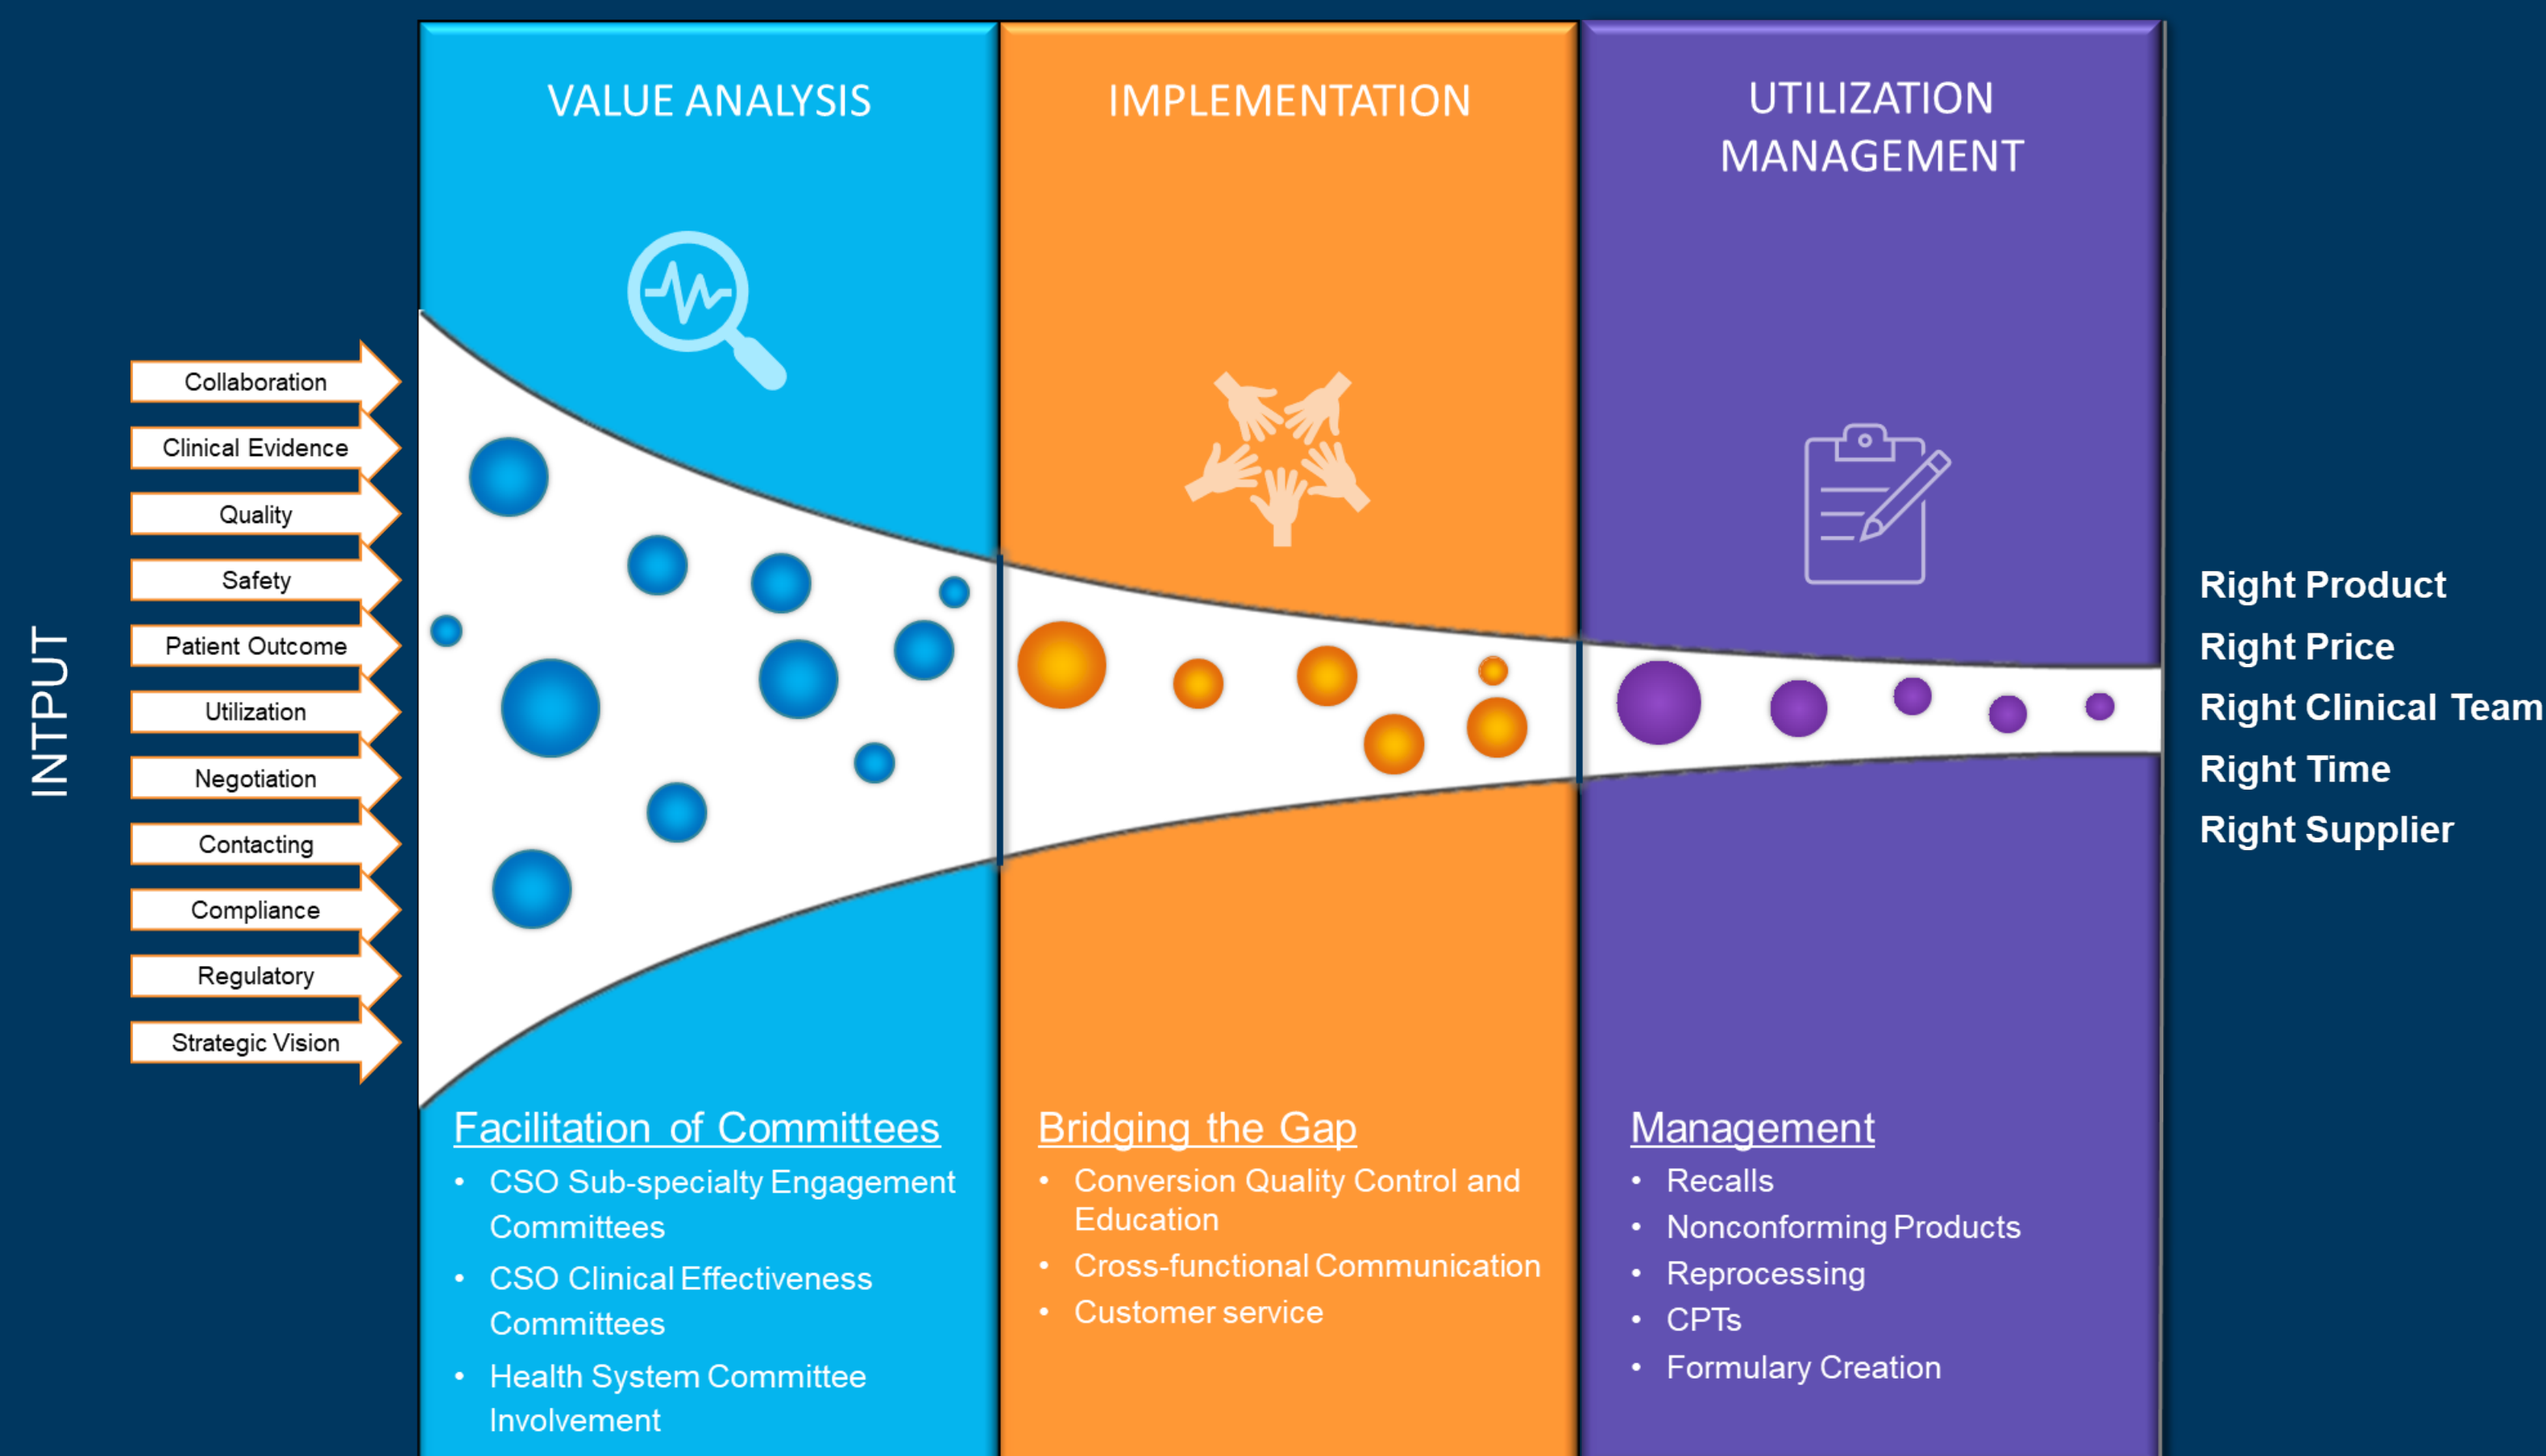 INTPUT
Collaboration
Clinical Evidence
Quality
Safety
Patient Outcome
Utilization
Negotiation
Contacting
Compliance
Regulatory
Strategic Vision
VALUE ANALYSIS
Facilitation of Committees
• CSO Sub-specialty Engagement
Committees
• CSO Clinical Effectiveness
Committees
• Health System Committee
Involvement
IMPLEMENTATION
Bridging the Gap
• Conversion Quality Control and
Education
• Cross-functional Communication
• Customer service
UTILIZATION
MANAGEMENT
Management
• Recalls
• Nonconforming Products
• Reprocessing
• CPTs
• Formulary Creation
Right Product
Right Price
Right Clinical Team
Right Time
Right Supplier